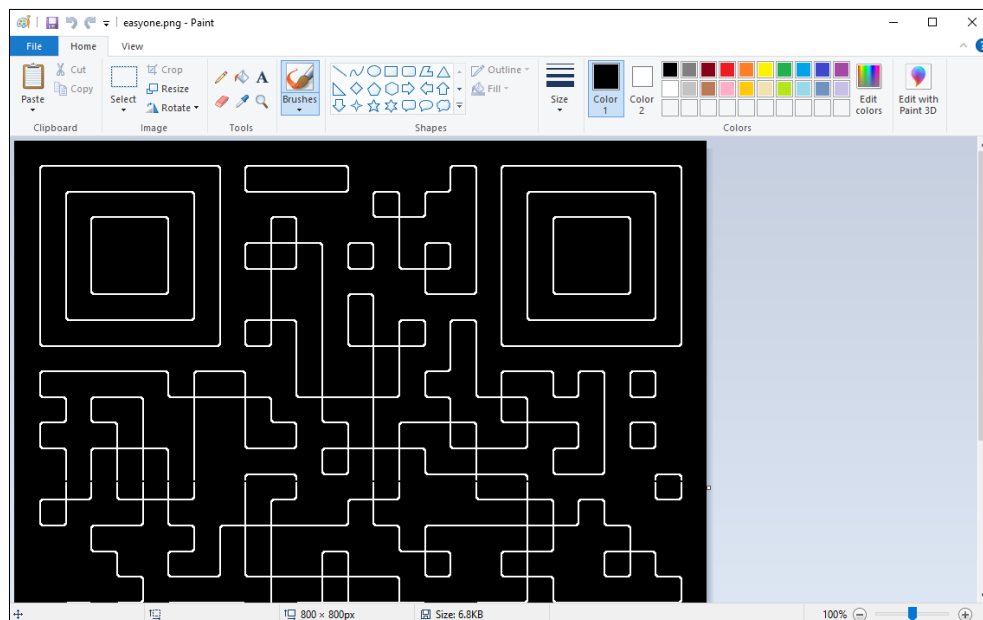 easyone.png - Paint
File Home View
Paste
Cut
Copy
Clipboard
Select
Crop
Resize
Rotate
Image
A
Tools
Brushes
Outline
Fill
Shapes
Size
Color 1
Color 2
Colors
Edit colors
Edit with Paint 3D
800 × 800px
Size: 6.8KB
100%